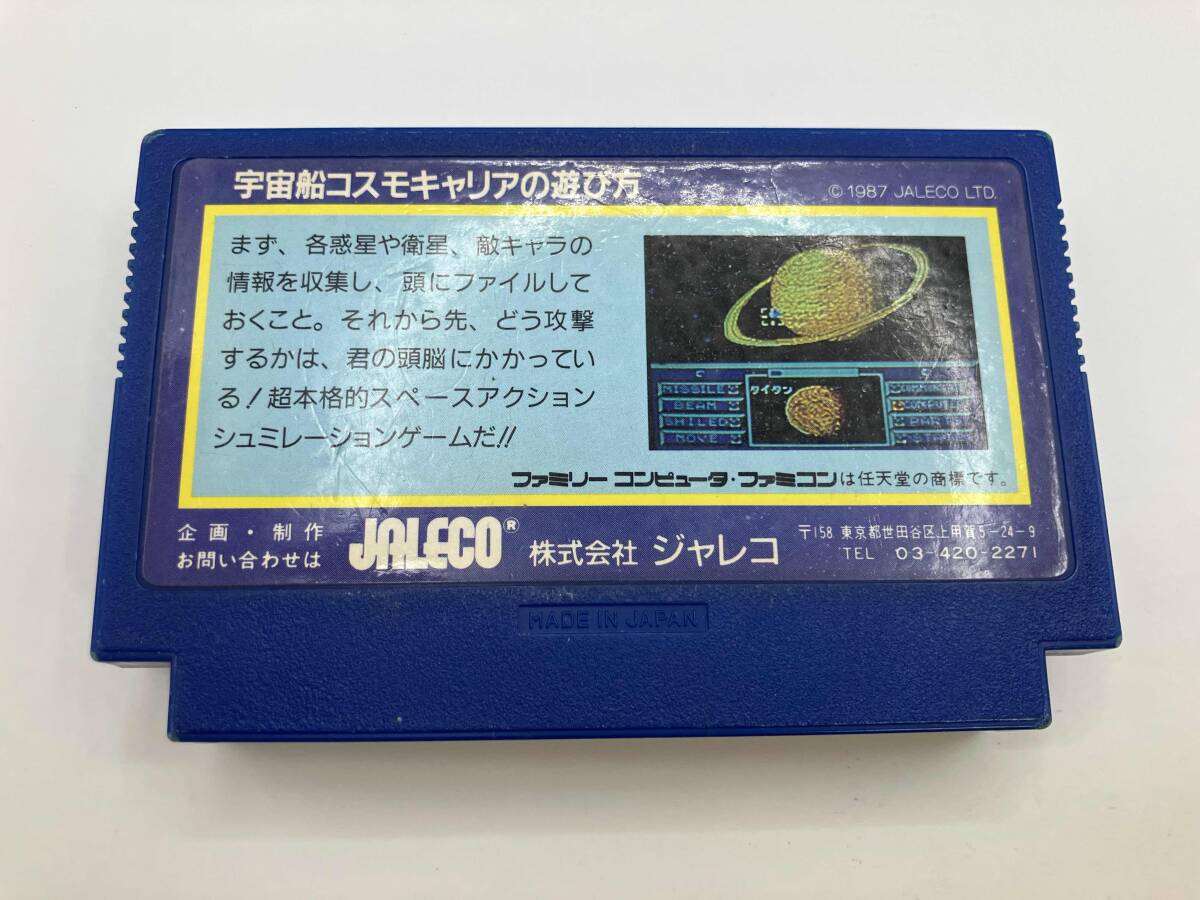 宇宙船コスモキャリアの遊び方
© 1987 JALECO LTD.
まず、各惑星や衛星、敵キャラの
情報を収集し、頭にファイルして
おくこと。それから先、どう攻撃
するかは、君の頭脳にかかってい
る！超本格的スペースアクション
シュミレーションゲームだ!!
MISSILE
BEAM
SHILED
MOVE
タイタン
ファミリー コンピュータ・ファミコンは任天堂の商標です。
企画・制作
お問い合わせは
JALECO®
株式会社 ジャレコ
〒158 東京都世田谷区上用賀5-24-9
TEL 03-420-2271
MADE IN JAPAN